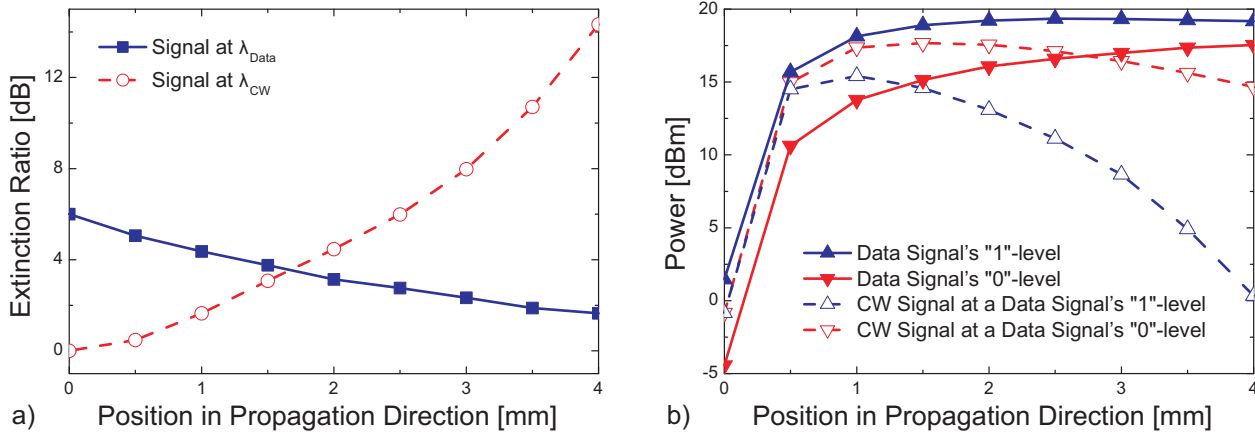 Extinction Ratio [dB]
12
8
4
0
Signal at λData
Signal at λCW
0 1 2 3 4
a) Position in Propagation Direction [mm]
Power [dBm]
20
15
10
5
0
-5
Data Signal's "1"-level
Data Signal's "0"-level
CW Signal at a Data Signal's "1"-level
CW Signal at a Data Signal's "0"-level
0 1 2 3 4
b) Position in Propagation Direction [mm]